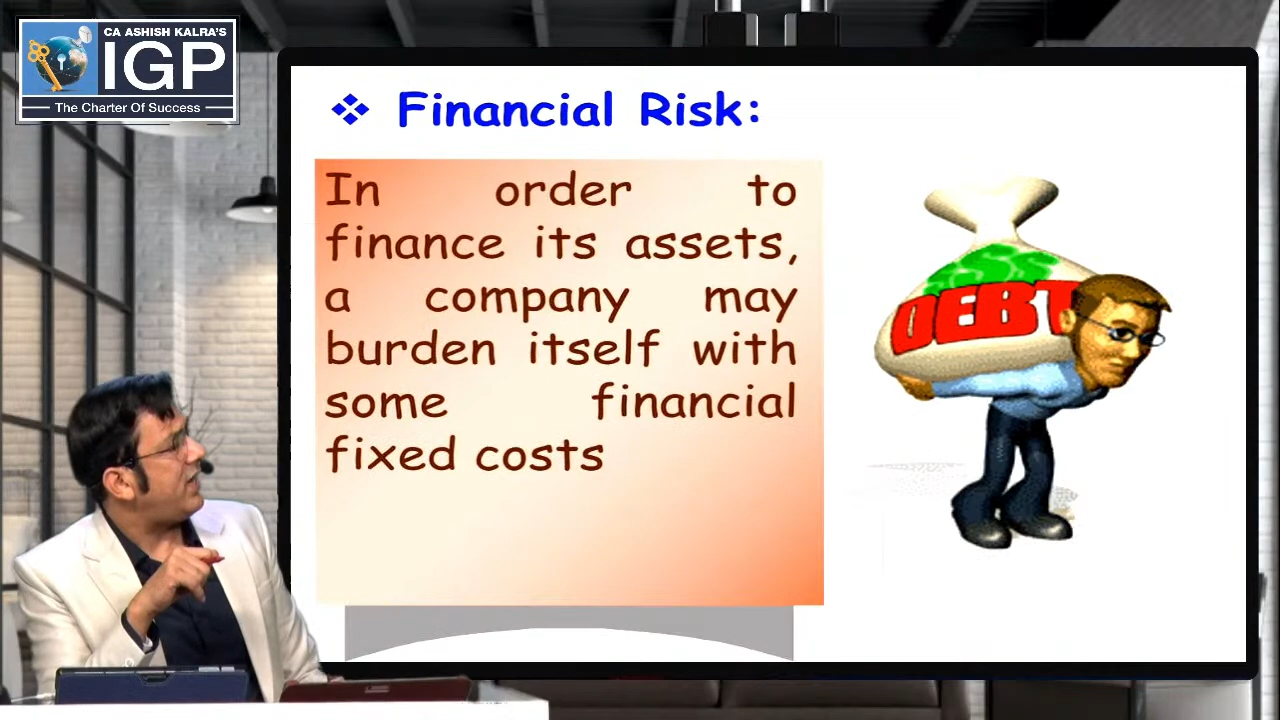 CA ASHISH KALRA'S
IGP
The Charter Of Success
❖ Financial Risk:
In order to
finance its assets,
a company may
burden itself with
some financial
fixed costs
$$
DEBT